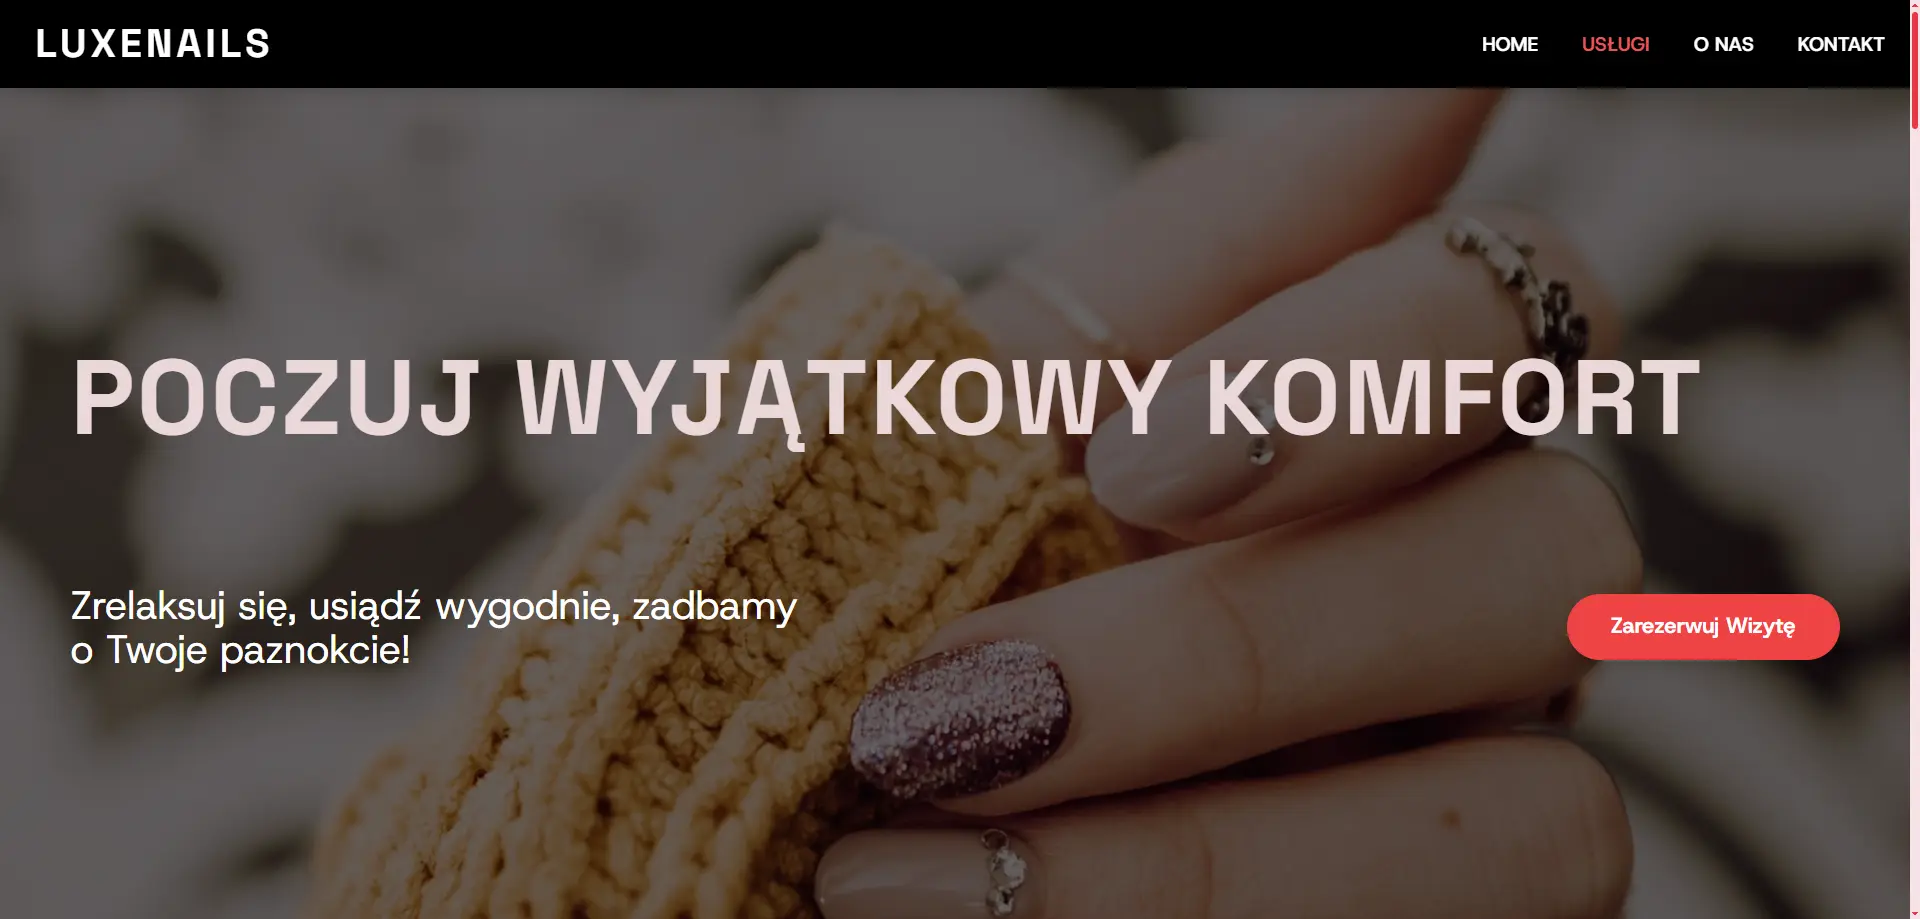 LUXENAILS
HOME USŁUGI O NAS KONTAKT
POCZUJ WYJĄTKOWY KOMFORT
Zrelaksuj się, usiądź wygodnie, zadbamy
o Twoje paznokcie!
Zarezerwuj Wizytę